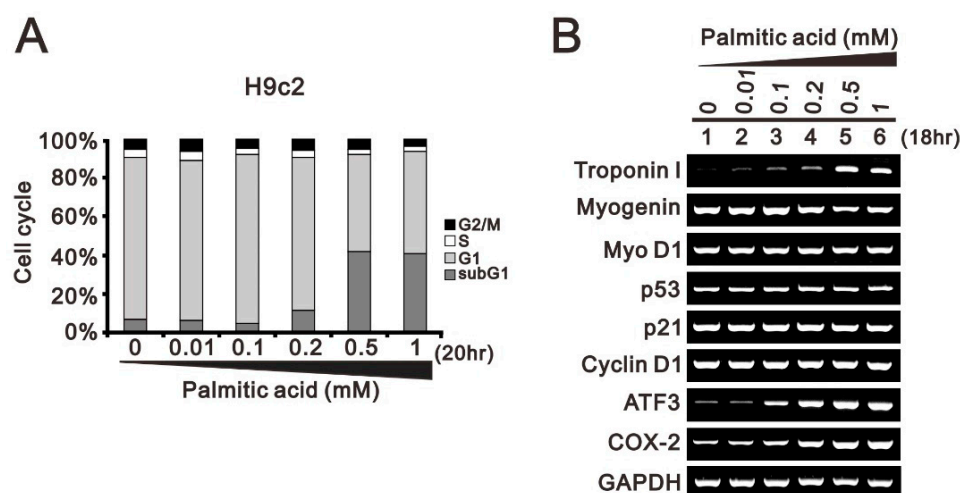 A
H9c2
Cell cycle
100%
80%
60%
40%
20%
0%
G2/M
S
G1
subG1
0 0.01 0.1 0.2 0.5 1 (20hr)
Palmitic acid (mM)
B
Palmitic acid (mM)
0 0.01 0.1 0.2 0.5 1
1 2 3 4 5 6 (18hr)
Troponin I
Myogenin
Myo D1
p53
p21
Cyclin D1
ATF3
COX-2
GAPDH